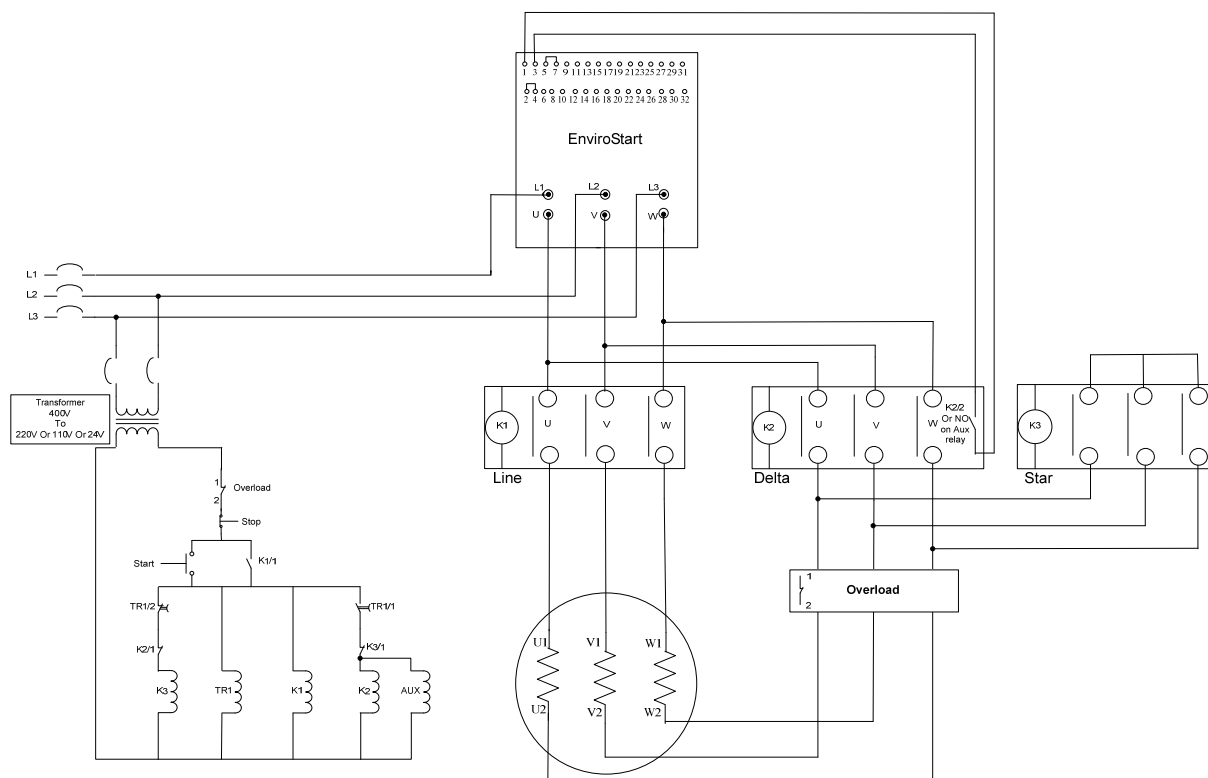 1 3 5 7 9 11 13 15 17 19 21 23 25 27 29 31
2 4 6 8 10 12 14 16 18 20 22 24 26 28 30 32
EnviroStart
L1 L2 L3
U V W
L1
L2
L3
Transformer
400V
To
220V Or 110V Or 24V
K1 U V W
Line
K2 U V W
K2/2
Or NO
on Aux
relay
Delta
K3
Star
1
Overload
2
Stop
Start
K1/1
TR1/2
TR1/1
K2/1
K3/1
K3 TR1 K1 K2 AUX
1
Overload
2
U1 V1 W1
U2 V2 W2